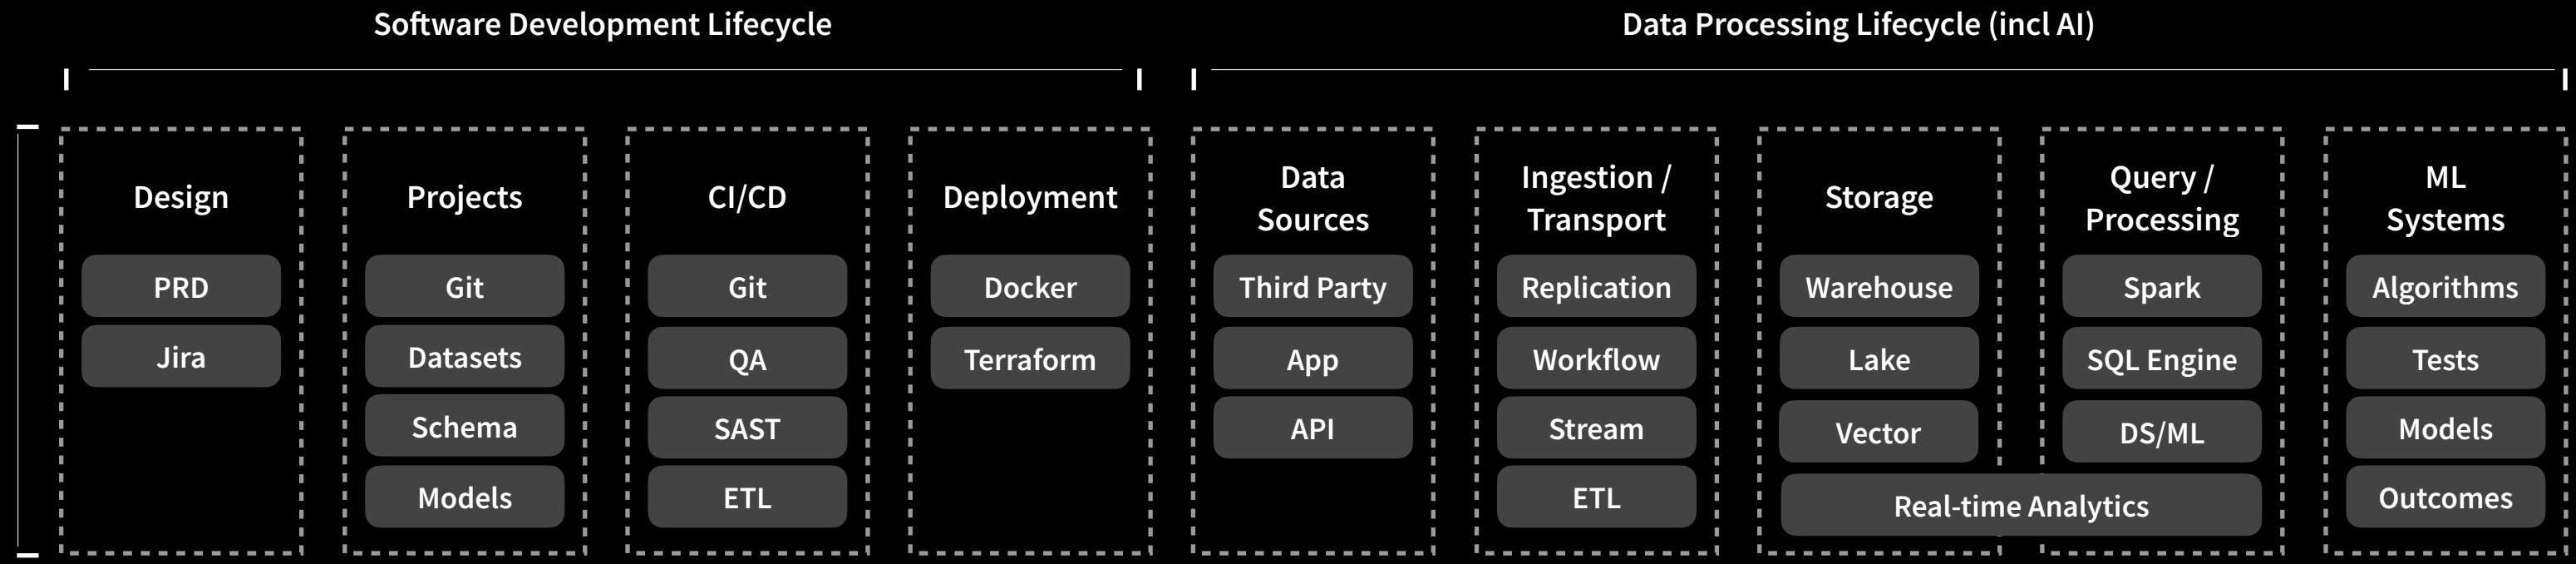 Software Development Lifecycle
Data Processing Lifecycle (incl AI)
Design
PRD
Jira
Projects
Git
Datasets
Schema
Models
CI/CD
Git
QA
SAST
ETL
Deployment
Docker
Terraform
Data
Sources
Third Party
App
API
Ingestion /
Transport
Replication
Workflow
Stream
ETL
Storage
Warehouse
Lake
Vector
Query /
Processing
Spark
SQL Engine
DS/ML
Real-time Analytics
ML
Systems
Algorithms
Tests
Models
Outcomes